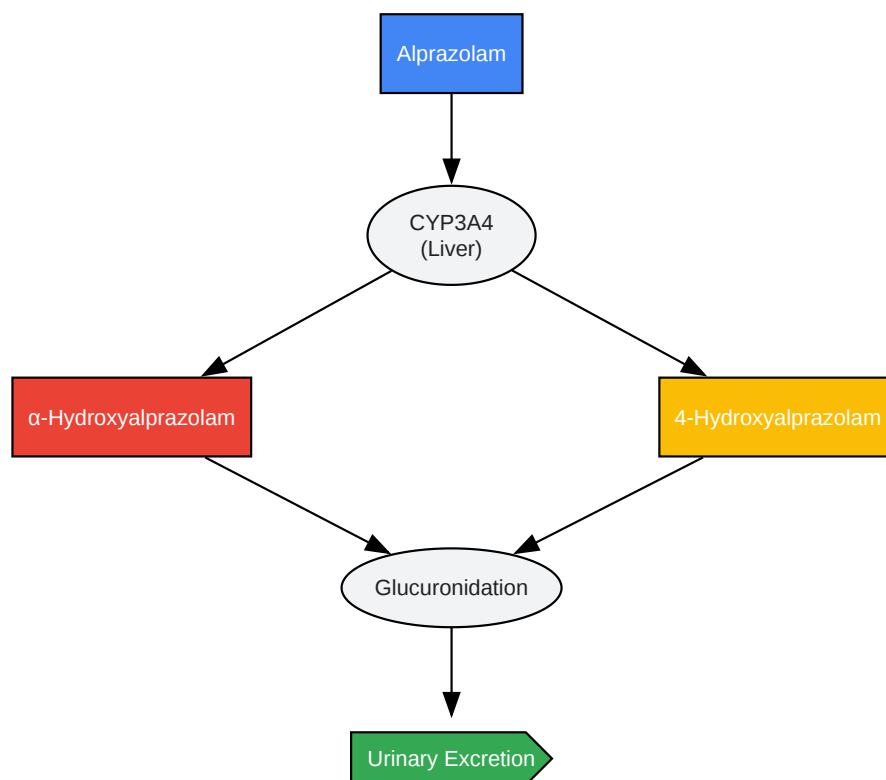 Alprazolam
CYP3A4
(Liver)
α-Hydroxyalprazolam
4-Hydroxyalprazolam
Glucuronidation
Urinary Excretion